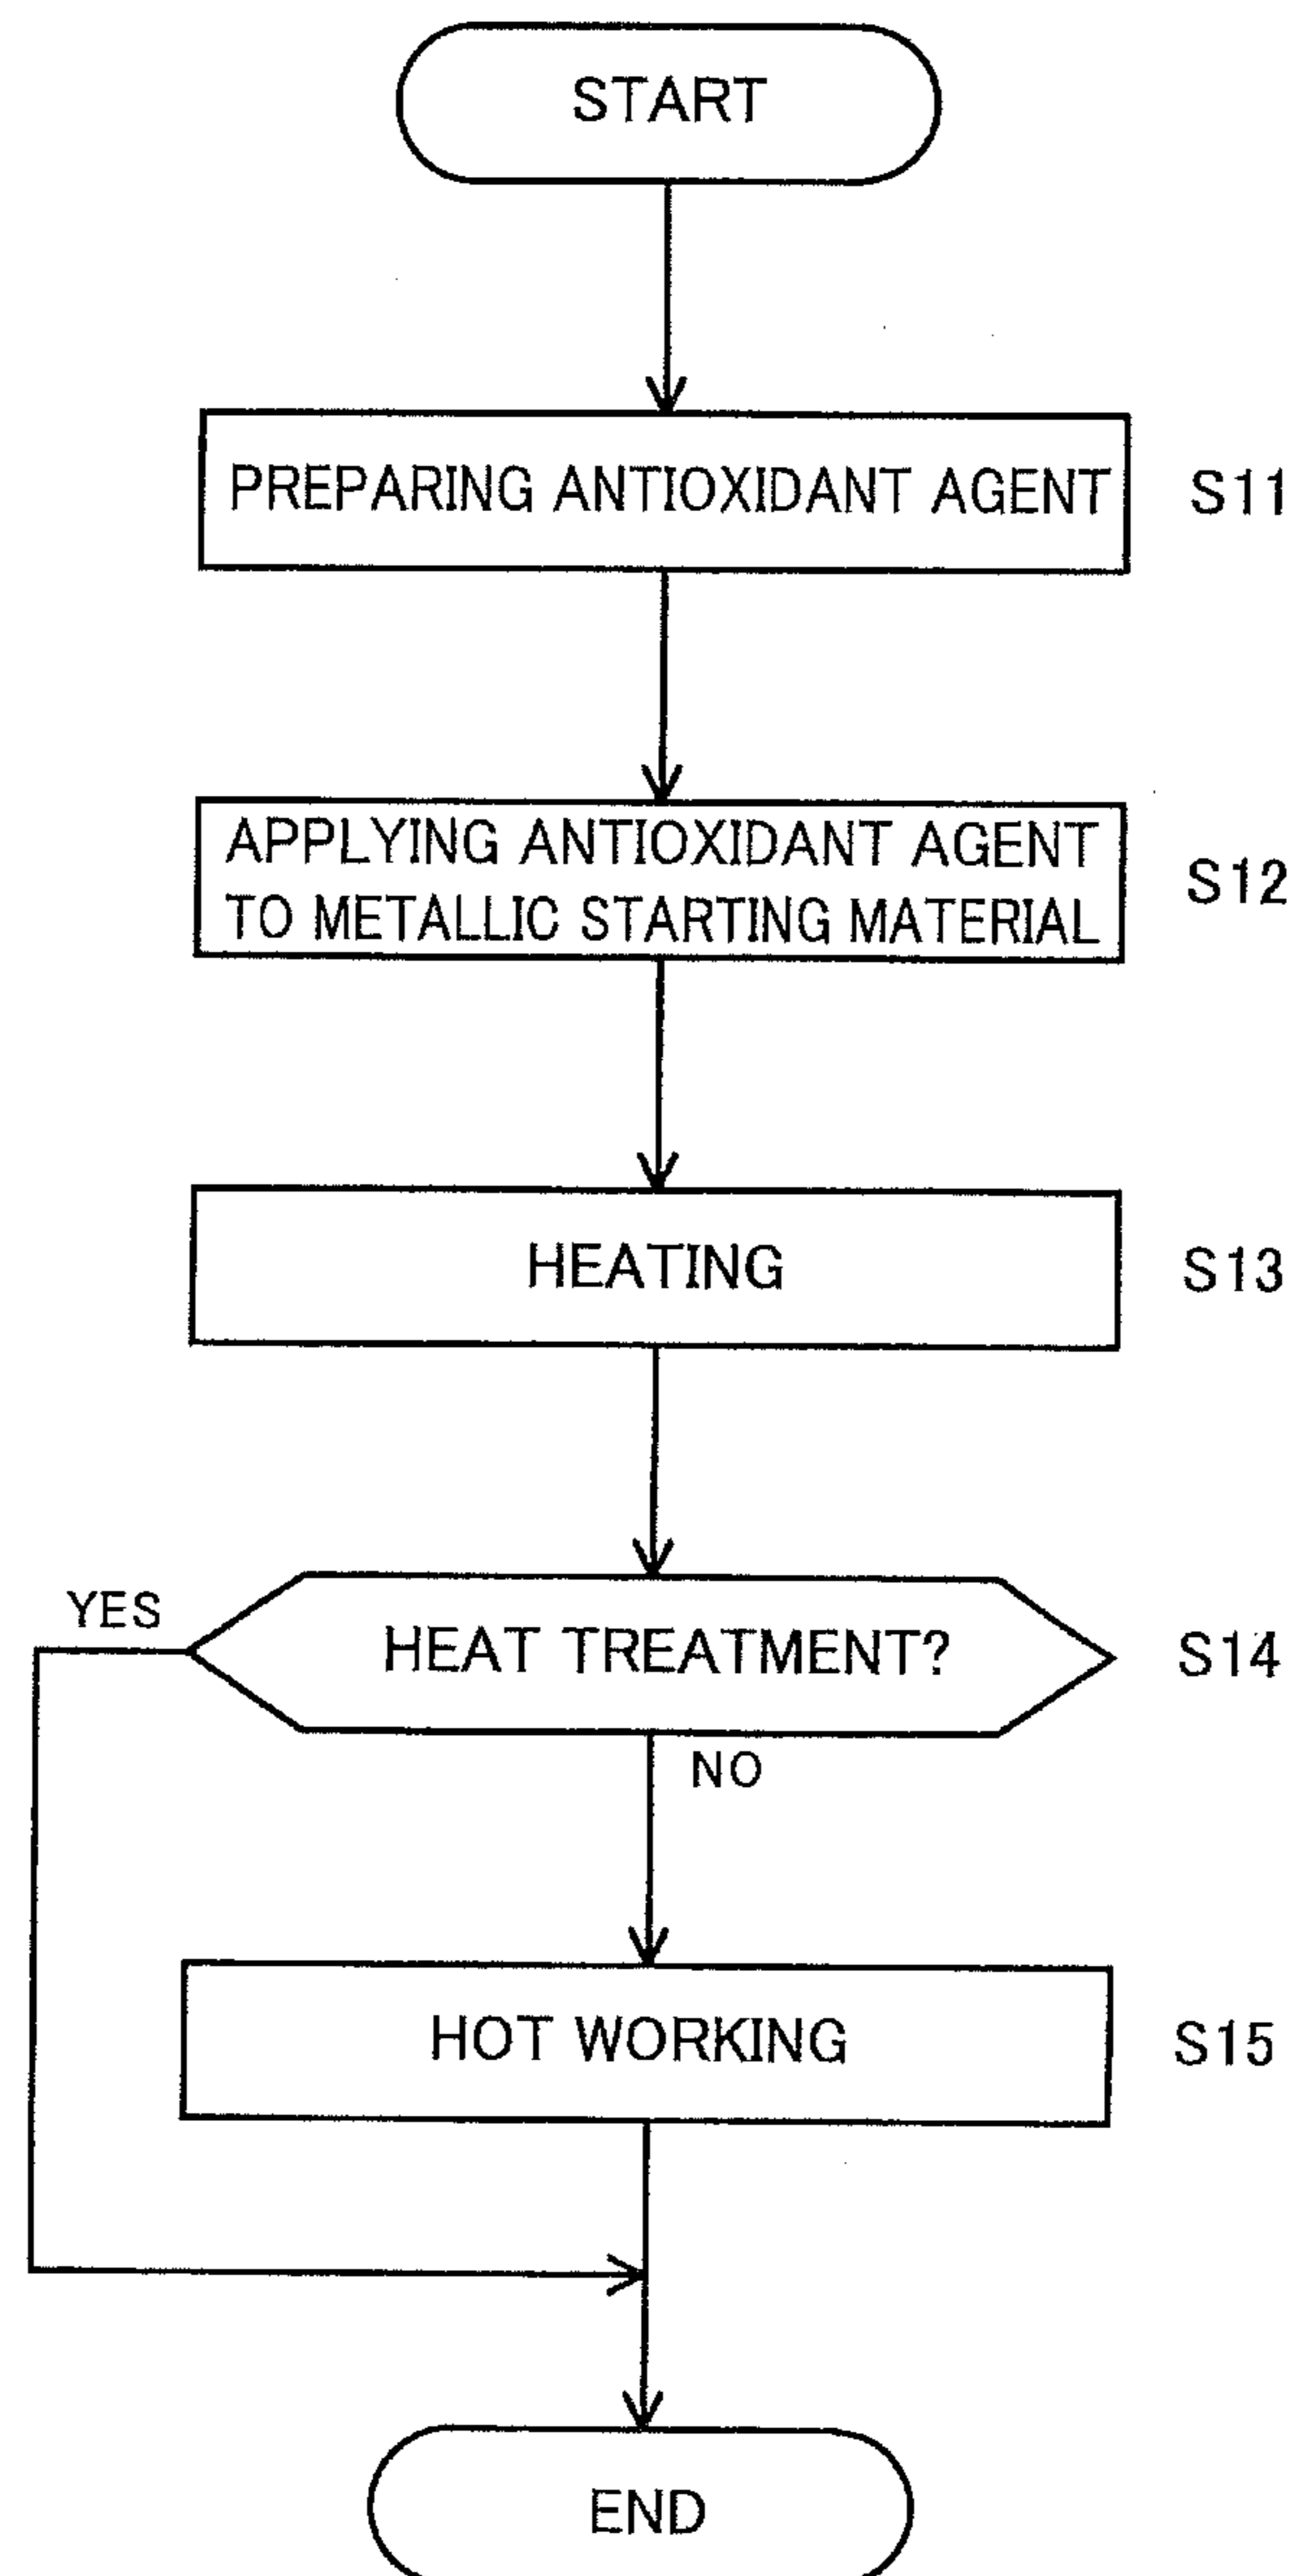 START
PREPARING ANTIOXIDANT AGENT
S11
APPLYING ANTIOXIDANT AGENT
TO METALLIC STARTING MATERIAL
S12
HEATING
S13
YES
HEAT TREATMENT?
S14
NO
HOT WORKING
S15
END